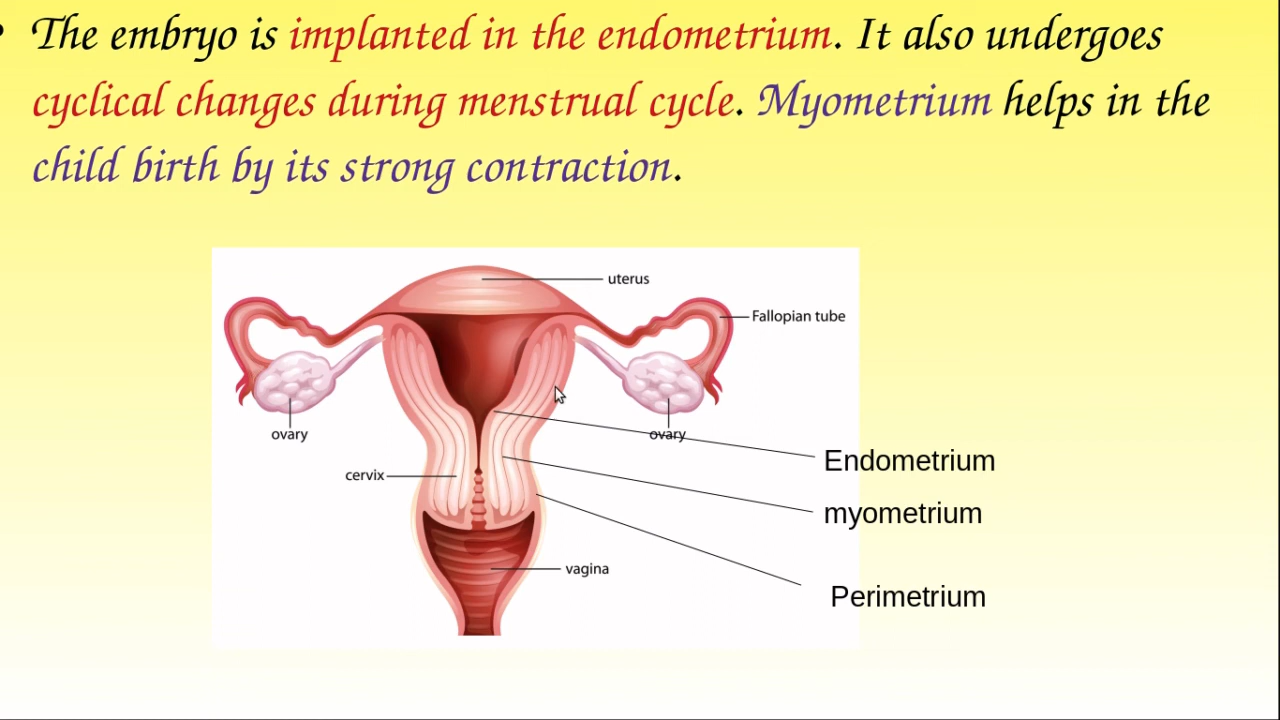 The embryo is implanted in the endometrium. It also undergoes
cyclical changes during menstrual cycle. Myometrium helps in the
child birth by its strong contraction.
uterus
Fallopian tube
ovary
ovary
Endometrium
cervix
myometrium
vagina
Perimetrium